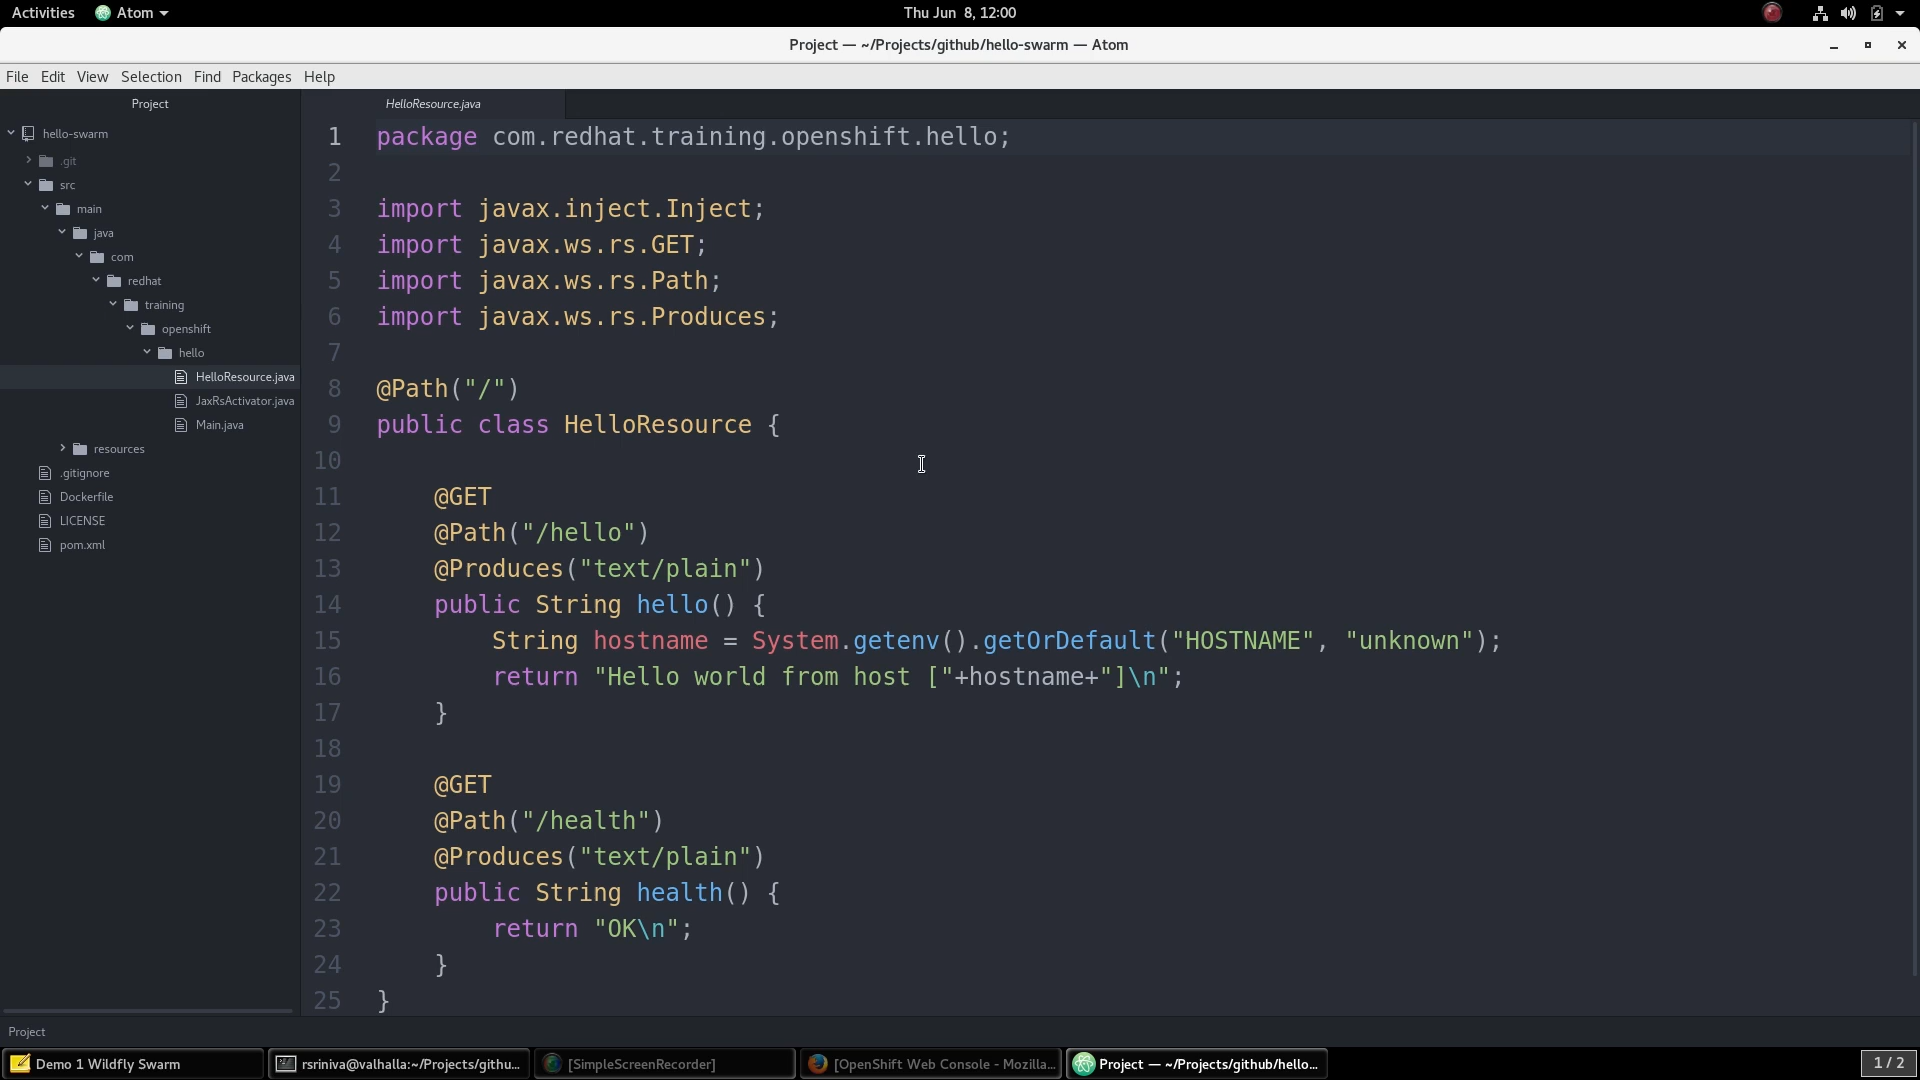 Activities Atom Thu Jun 8, 12:00
Project — ~/Projects/github/hello-swarm — Atom
File Edit View Selection Find Packages Help
Project
hello-swarm
.git
src
main
java
com
redhat
training
openshift
hello
HelloResource.java
JaxRsActivator.java
Main.java
resources
.gitignore
Dockerfile
LICENSE
pom.xml
HelloResource.java
1 package com.redhat.training.openshift.hello;
2
3 import javax.inject.Inject;
4 import javax.ws.rs.GET;
5 import javax.ws.rs.Path;
6 import javax.ws.rs.Produces;
7
8 @Path("/")
9 public class HelloResource {
10
11     @GET
12     @Path("/hello")
13     @Produces("text/plain")
14     public String hello() {
15         String hostname = System.getenv().getOrDefault("HOSTNAME", "unknown");
16         return "Hello world from host ["+hostname+"]\n";
17     }
18
19     @GET
20     @Path("/health")
21     @Produces("text/plain")
22     public String health() {
23         return "OK\n";
24     }
25 }
Project
Demo 1 Wildfly Swarm rsriniva@valhalla:~/Projects/githu... [SimpleScreenRecorder] [OpenShift Web Console - Mozilla... Project — ~/Projects/github/hello... 1 / 2